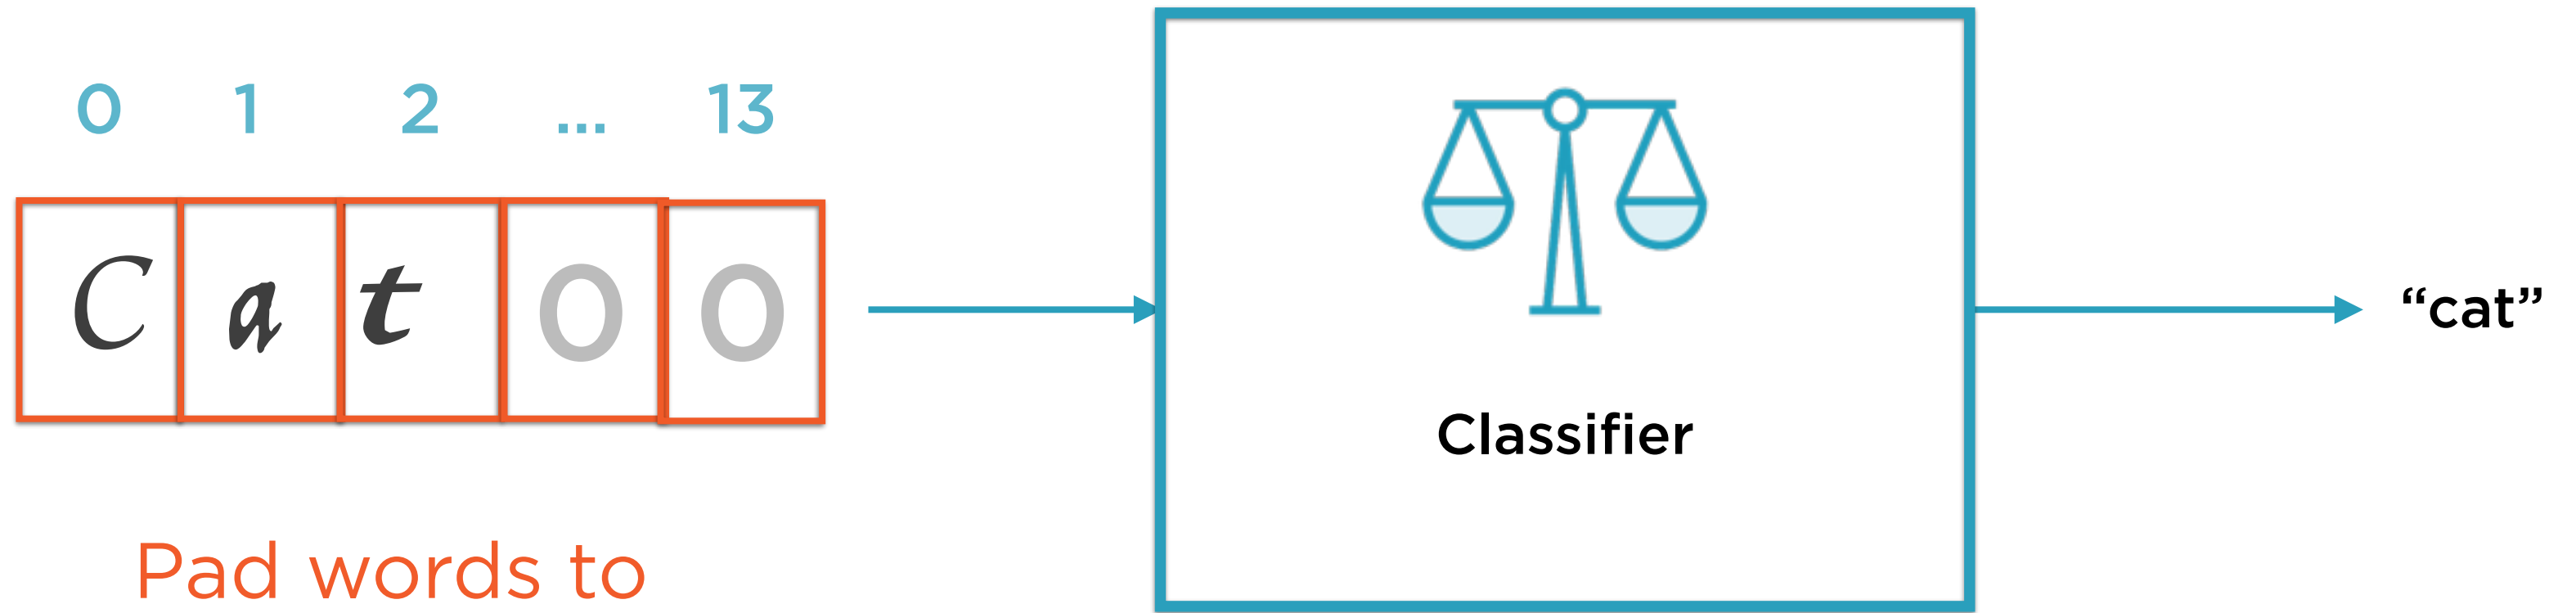 0 1 2 ... 13
C a t 0 0
Pad words to
Classifier
“cat”